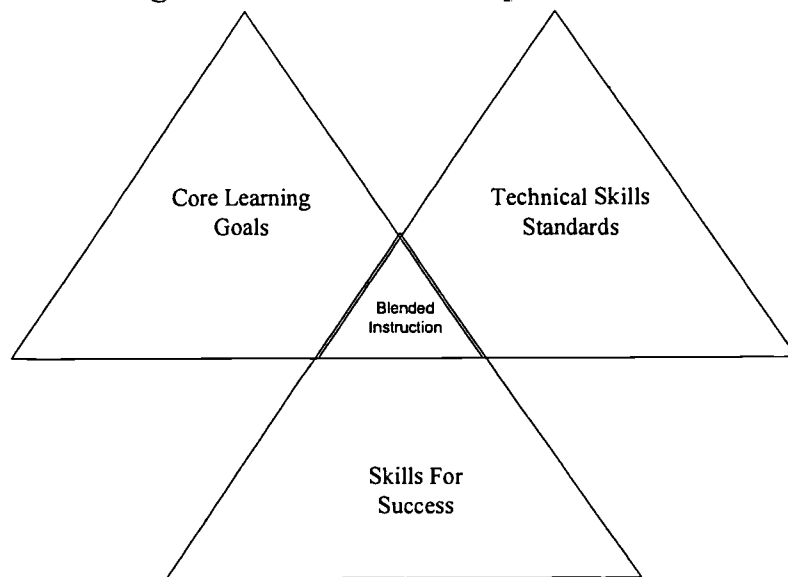 Core Learning
Goals
Technical Skills
Standards
Blended
Instruction
Skills For
Success